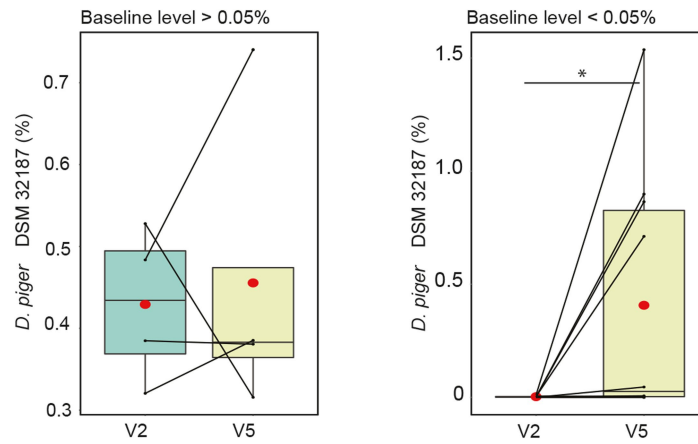 Baseline level > 0.05%
D. piger DSM 32187 (%)
0.7
0.6
0.5
0.4
0.3
V2 V5
Baseline level < 0.05%
D. piger DSM 32187 (%)
1.5
1.0
0.5
0
*
V2 V5